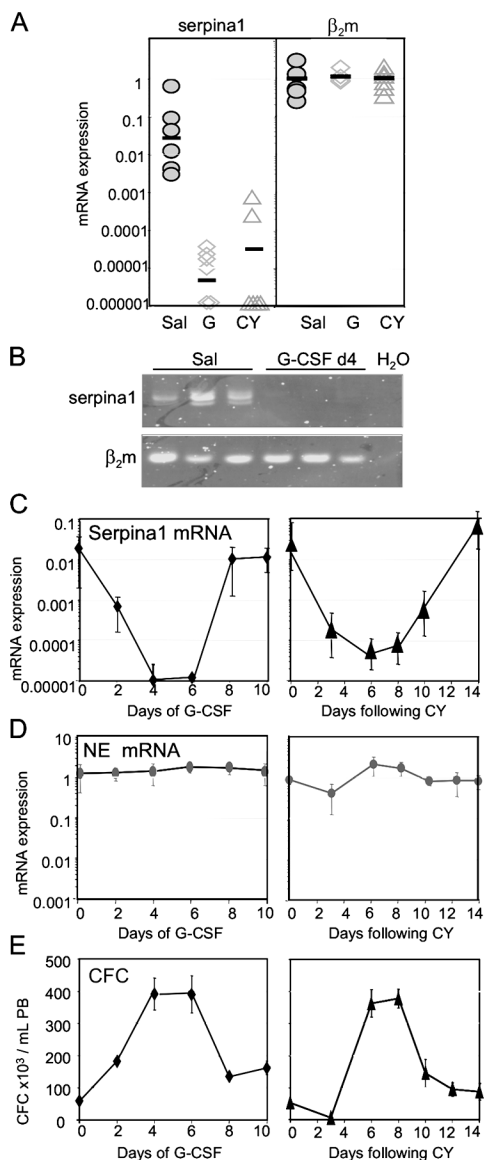 A
serpina1 β₂m
mRNA expression
1
0.1
0.01
0.001
0.0001
0.00001
0.000001
Sal G CY Sal G CY
B
Sal G-CSF d4 H₂O
serpina1
β₂m
C
Serpina1 mRNA
mRNA expression
0.1
0.01
0.001
0.0001
0.00001
0 2 4 6 8 10
Days of G-CSF
0 2 4 6 8 10 12 14
Days following CY
D
NE mRNA
mRNA expression
10
1
0.1
0.01
0.001
0 2 4 6 8 10
Days of G-CSF
0 2 4 6 8 10 12 14
Days following CY
E
CFC
CFC x10³ / mL PB
500
400
300
200
100
0
0 2 4 6 8 10
Days of G-CSF
0 2 4 6 8 10 12 14
Days following CY